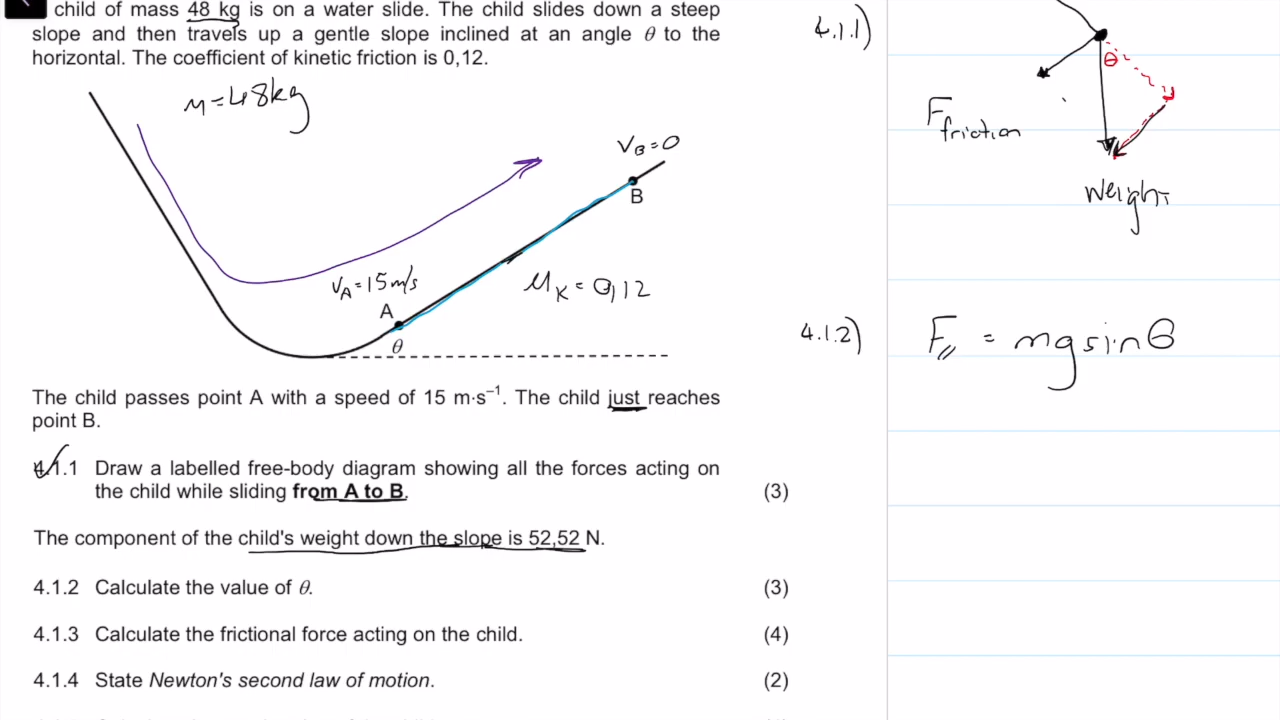 child of mass 48 kg is on a water slide. The child slides down a steep
slope and then travels up a gentle slope inclined at an angle θ to the
horizontal. The coefficient of kinetic friction is 0,12.
m=48kg
V_B=0
B
V_A=15m/s
μ_K=0,12
A
θ
The child passes point A with a speed of 15 m·s⁻¹. The child just reaches
point B.
4.1.1 Draw a labelled free-body diagram showing all the forces acting on
the child while sliding from A to B. (3)
The component of the child's weight down the slope is 52,52 N.
4.1.2 Calculate the value of θ. (3)
4.1.3 Calculate the frictional force acting on the child. (4)
4.1.4 State Newton's second law of motion. (2)
4.1.1)
θ
F friction
Weight
4.1.2) F∥ = mg sinθ